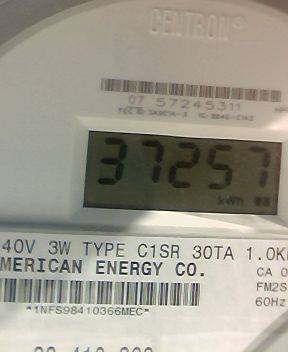 CENTRON®
07 57245311
37257
kWh
40V 3W TYPE C1SR 30TA 1.0K
MERICAN ENERGY CO.
CA 0
FM2S
60Hz
*1NFS98410366MEC*